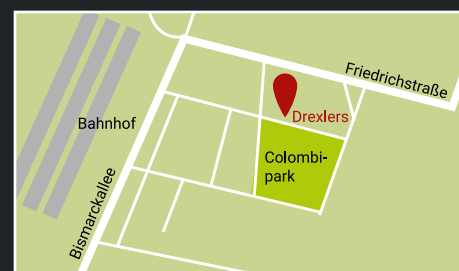 Friedrichstraße
Drexlers
Bahnhof
Colombi-
park
Bismarckallee